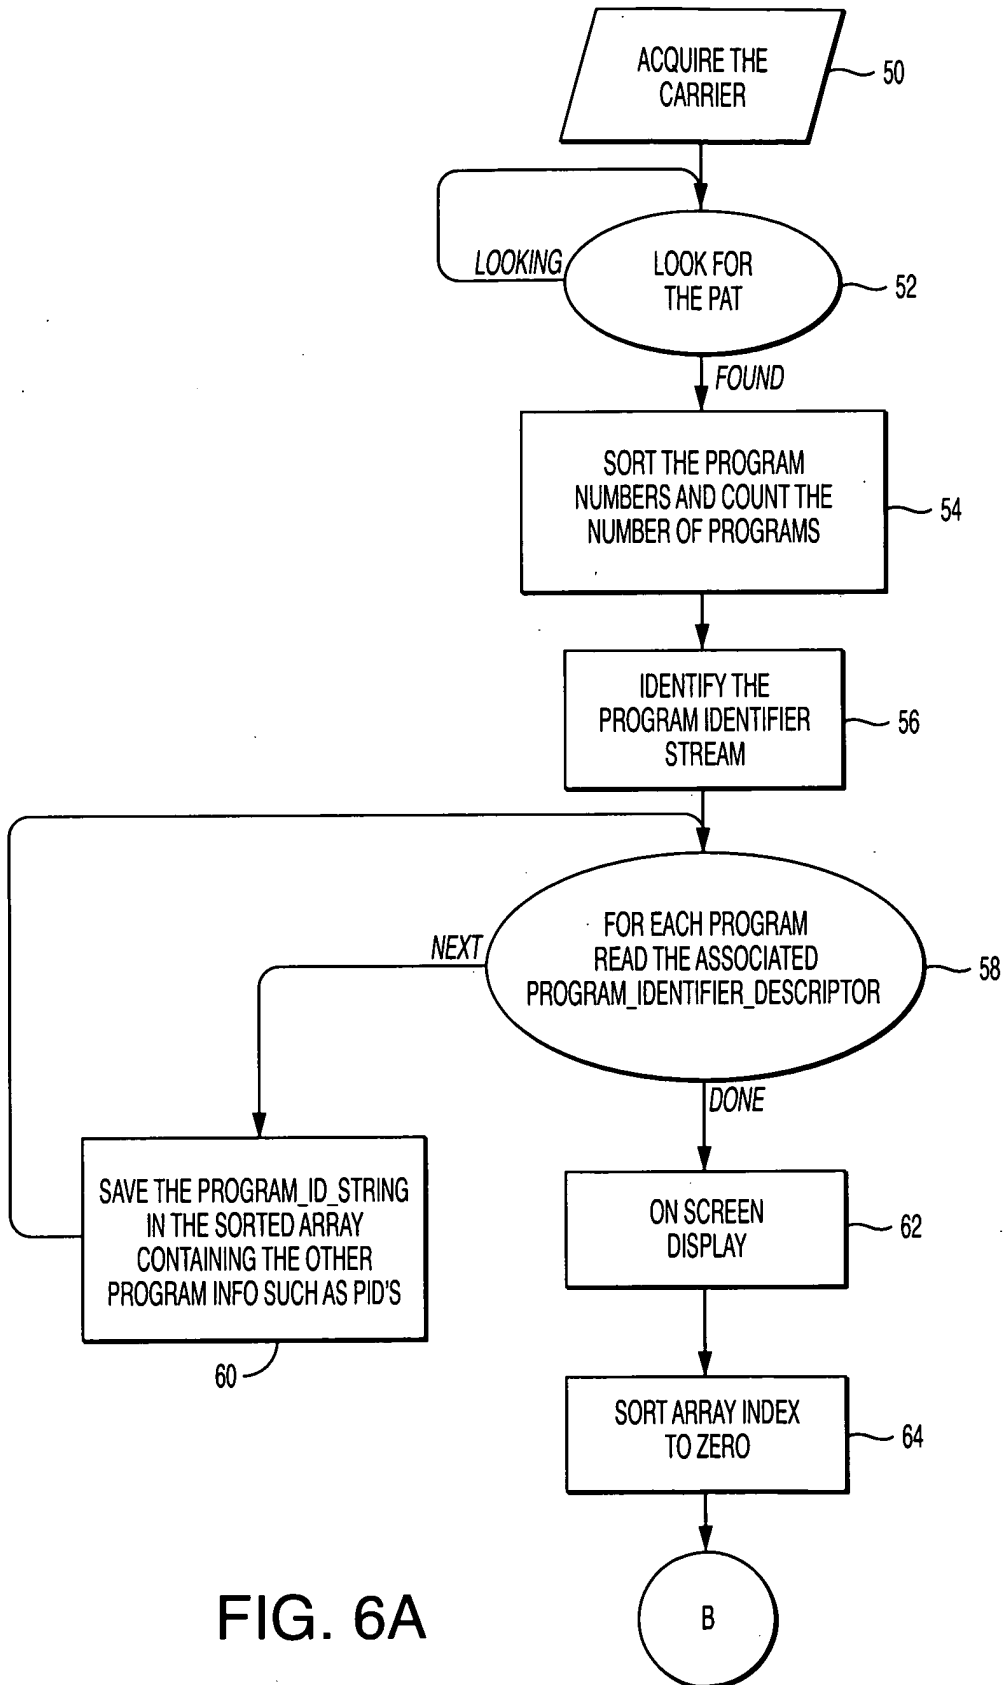 ACQUIRE THE
CARRIER
50
LOOKING
LOOK FOR
THE PAT
52
FOUND
SORT THE PROGRAM
NUMBERS AND COUNT THE
NUMBER OF PROGRAMS
54
IDENTIFY THE
PROGRAM IDENTIFIER
STREAM
56
NEXT
FOR EACH PROGRAM
READ THE ASSOCIATED
PROGRAM_IDENTIFIER_DESCRIPTOR
58
DONE
SAVE THE PROGRAM_ID_STRING
IN THE SORTED ARRAY
CONTAINING THE OTHER
PROGRAM INFO SUCH AS PID'S
60
ON SCREEN
DISPLAY
62
SORT ARRAY INDEX
TO ZERO
64
B
FIG. 6A